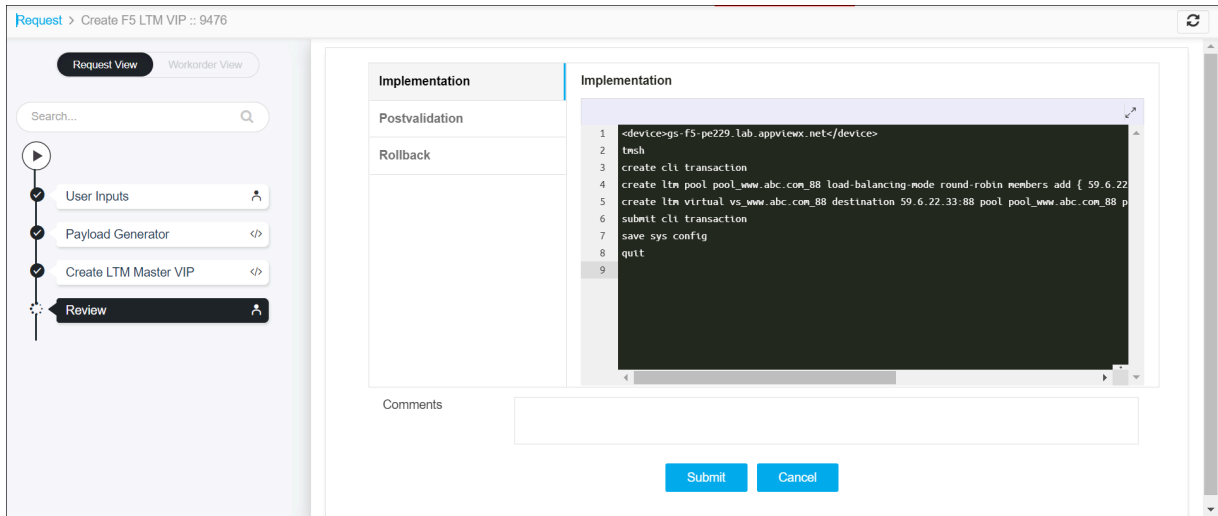 Request > Create F5 LTM VIP :: 9476
Request View
Workorder View
Search...
User Inputs
Payload Generator </>
Create LTM Master VIP </>
Review
Implementation
Postvalidation
Rollback
Implementation
1 <device>gs-f5-pe229.lab.appviewx.net</device>
2 tmsh
3 create cli transaction
4 create ltm pool pool_www.abc.com_88 load-balancing-mode round-robin members add { 59.6.22
5 create ltm virtual vs_www.abc.com_88 destination 59.6.22.33:88 pool pool_www.abc.com_88 p
6 submit cli transaction
7 save sys config
8 quit
9
Comments
Submit
Cancel